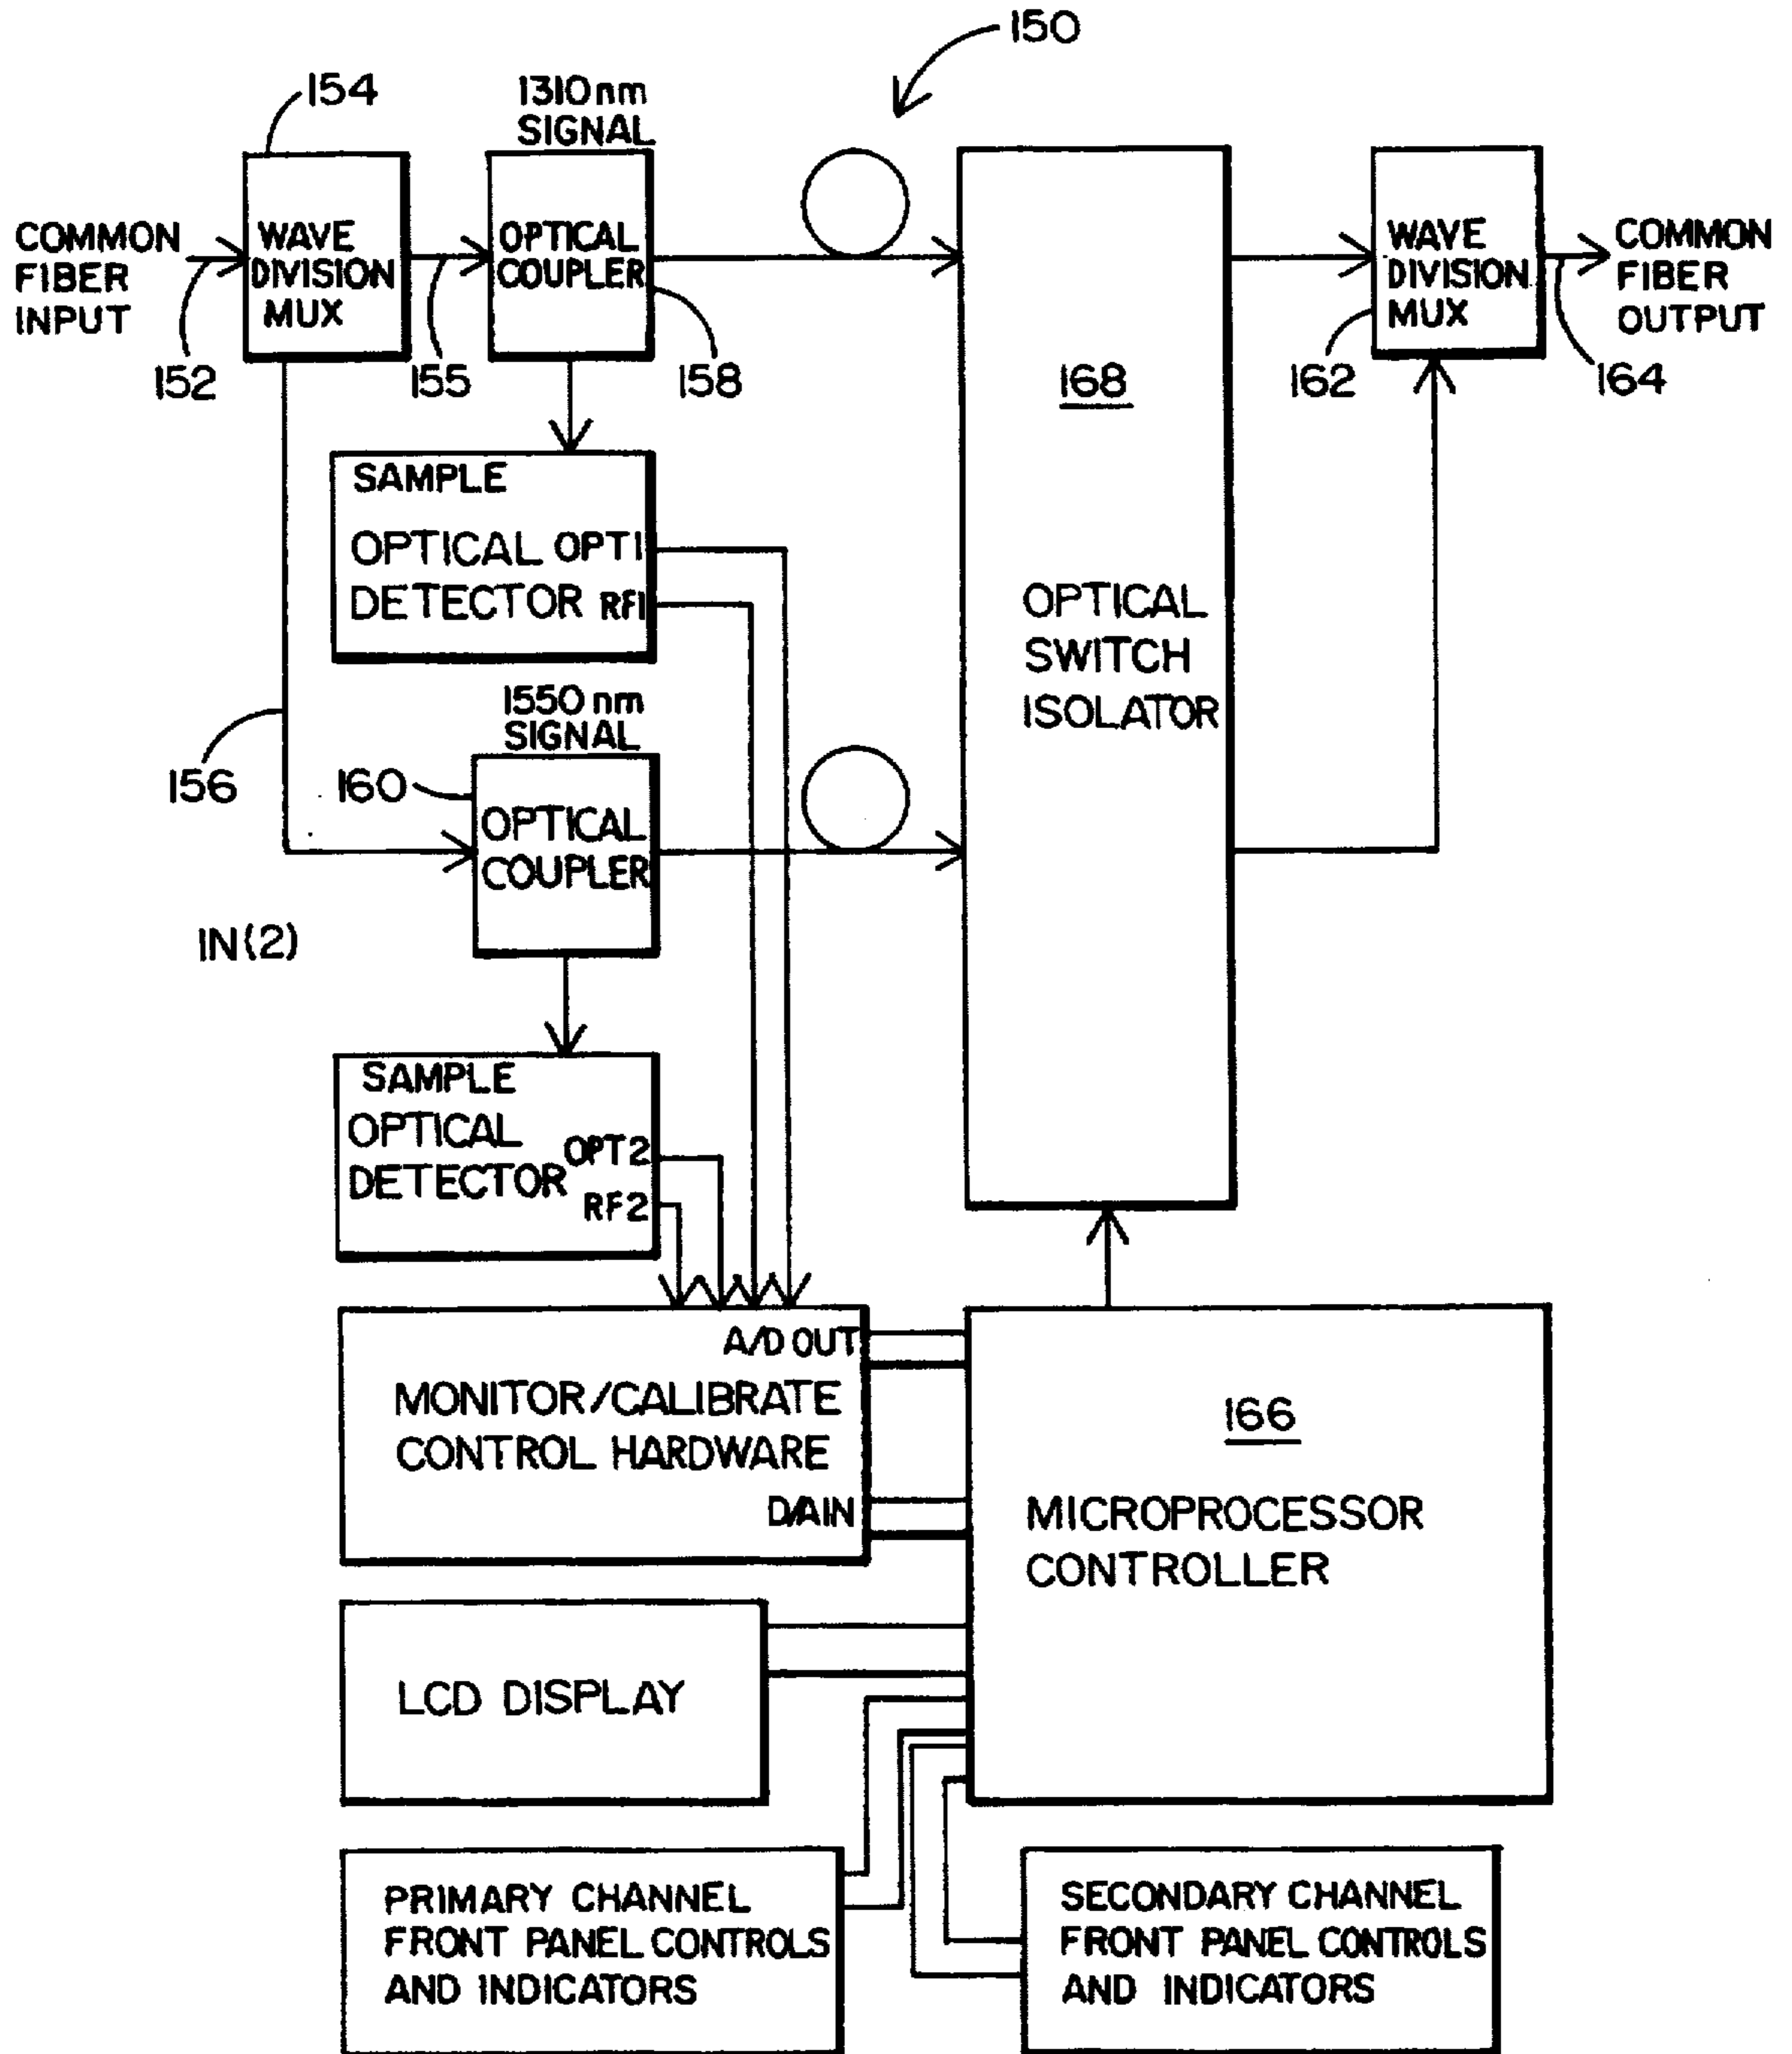 150
154
1310nm
SIGNAL
COMMON
FIBER
INPUT
WAVE
DIVISION
MUX
OPTICAL
COUPLER
WAVE
DIVISION
MUX
COMMON
FIBER
OUTPUT
152
155
158
168
162
164
SAMPLE
OPTICAL OPT1
DETECTOR RF1
OPTICAL
SWITCH
ISOLATOR
1550nm
SIGNAL
156
160
OPTICAL
COUPLER
IN(2)
SAMPLE
OPTICAL
DETECTOR
OPT2
RF2
A/D OUT
MONITOR/CALIBRATE
CONTROL HARDWARE
D/AIN
166
MICROPROCESSOR
CONTROLLER
LCD DISPLAY
PRIMARY CHANNEL
FRONT PANEL CONTROLS
AND INDICATORS
SECONDARY CHANNEL
FRONT PANEL CONTROLS
AND INDICATORS